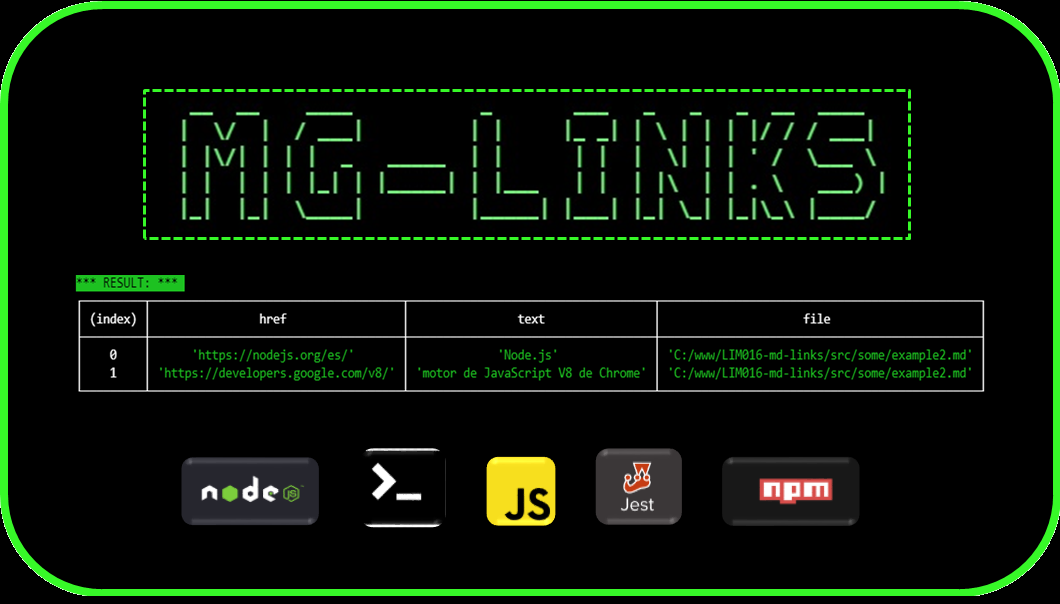 MG-LINKS
*** RESULT: ***
(index) href text file
0 'https://nodejs.org/es/' 'Node.js' 'C:/www/LIM016-md-links/src/some/example2.md'
1 'https://developers.google.com/v8/' 'motor de JavaScript V8 de Chrome' 'C:/www/LIM016-md-links/src/some/example2.md'
node JS >_ JS Jest npm